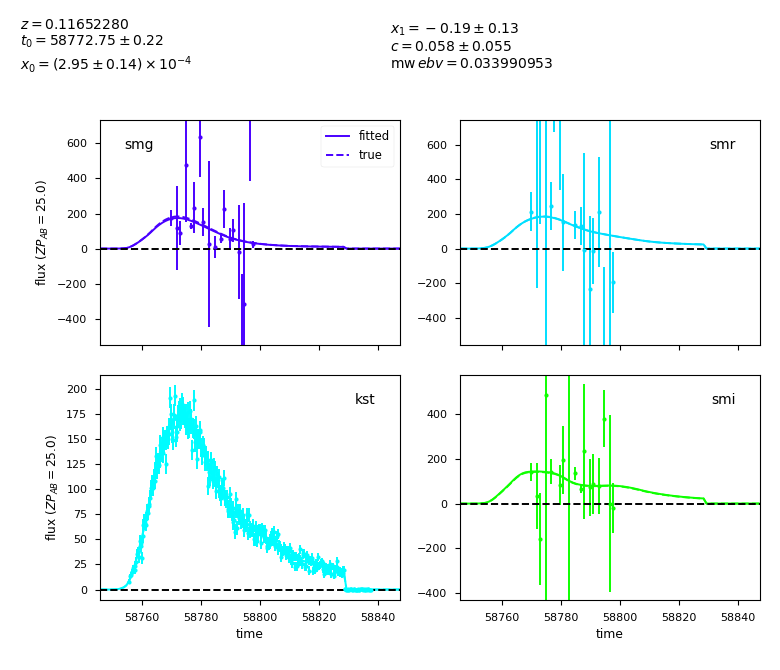 z = 0.11652280
t0 = 58772.75 ± 0.22
x0 = (2.95 ± 0.14) × 10^−4
x1 = −0.19 ± 0.13
c = 0.058 ± 0.055
mw ebv = 0.033990953
smg
fitted
true
600
400
200
0
−200
−400
flux (ZP_AB = 25.0)
smr
600
400
200
0
−200
−400
kst
200
175
150
125
100
75
50
25
0
flux (ZP_AB = 25.0)
58760 58780 58800 58820 58840
time
smi
400
200
0
−200
−400
58760 58780 58800 58820 58840
time